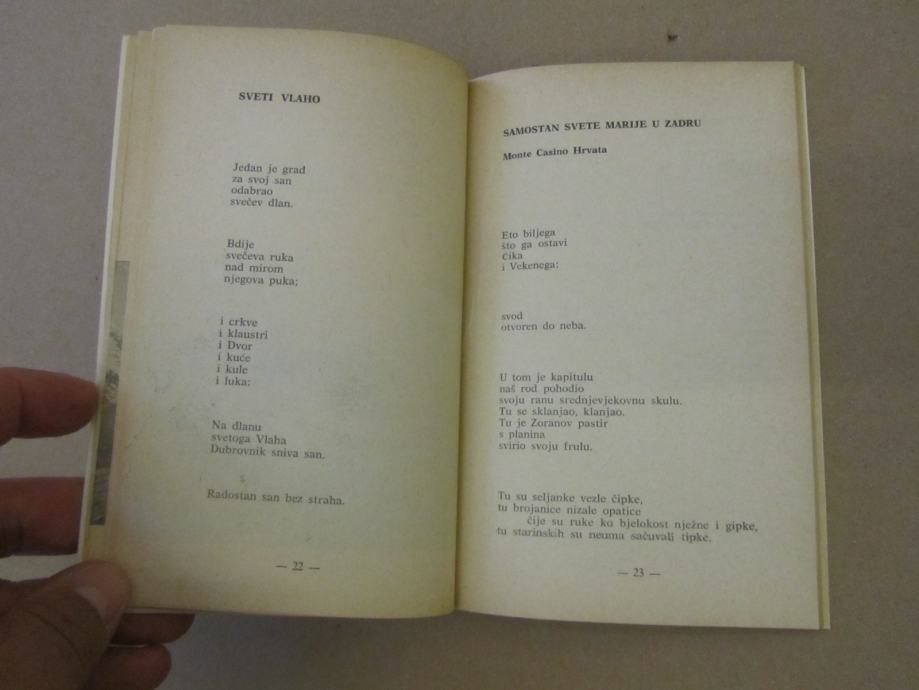 SVETI VLAHO
Jedan je grad
za svoj san
odabrao
svečev dlan.
Bdije
svečeva ruka
nad mirom
njegova puka;
i crkve
i klaustri
i Dvor
i kuće
i kule
i luka:
Na dlanu
svetoga Vlaha
Dubrovnik sniva san.
Radostan san bez straha.
— 22 —
SAMOSTAN SVETE MARIJE U ZADRU
Monte Casino Hrvata
Eto biljega
što ga ostavi
Čika
i Vekenega:
svod
otvoren do neba.
U tom je kapitulu
naš rod pohodio
svoju ranu srednjevjekovnu skulu.
Tu se sklanjao, klanjao.
Tu je Zoranov pastir
s planina
svirio svoju frulu.
Tu su seljanke vezle čipke,
tu brojanice nizale opatice
čije su ruke ko bjelokost nježne i gipke,
tu starinskih su neuma sačuvali tipke.
— 23 —